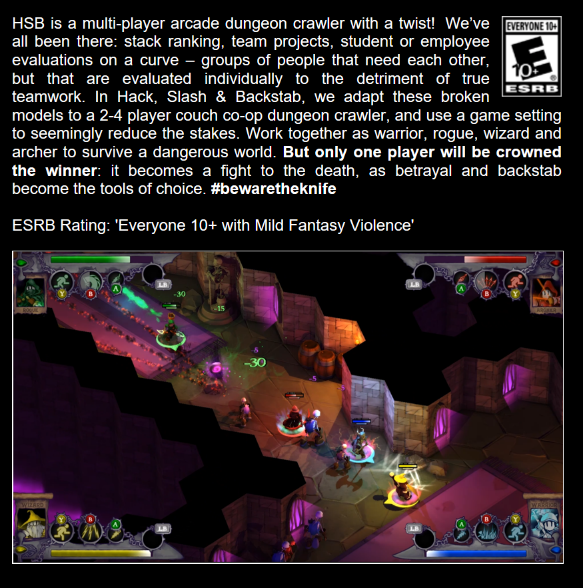 HSB is a multi-player arcade dungeon crawler with a twist! We've
all been there: stack ranking, team projects, student or employee
evaluations on a curve – groups of people that need each other,
but that are evaluated individually to the detriment of true
teamwork. In Hack, Slash & Backstab, we adapt these broken
models to a 2-4 player couch co-op dungeon crawler, and use a game setting
to seemingly reduce the stakes. Work together as warrior, rogue, wizard and
archer to survive a dangerous world. But only one player will be crowned
the winner: it becomes a fight to the death, as betrayal and backstab
become the tools of choice. #bewaretheknife
EVERYONE 10+
E
10+
ESRB
ESRB Rating: 'Everyone 10+ with Mild Fantasy Violence'
Y
B
A
LB
LB
A
B
Y
-30
-15
-5
-30
-5
Y
B
A
LB
LB
A
B
Y